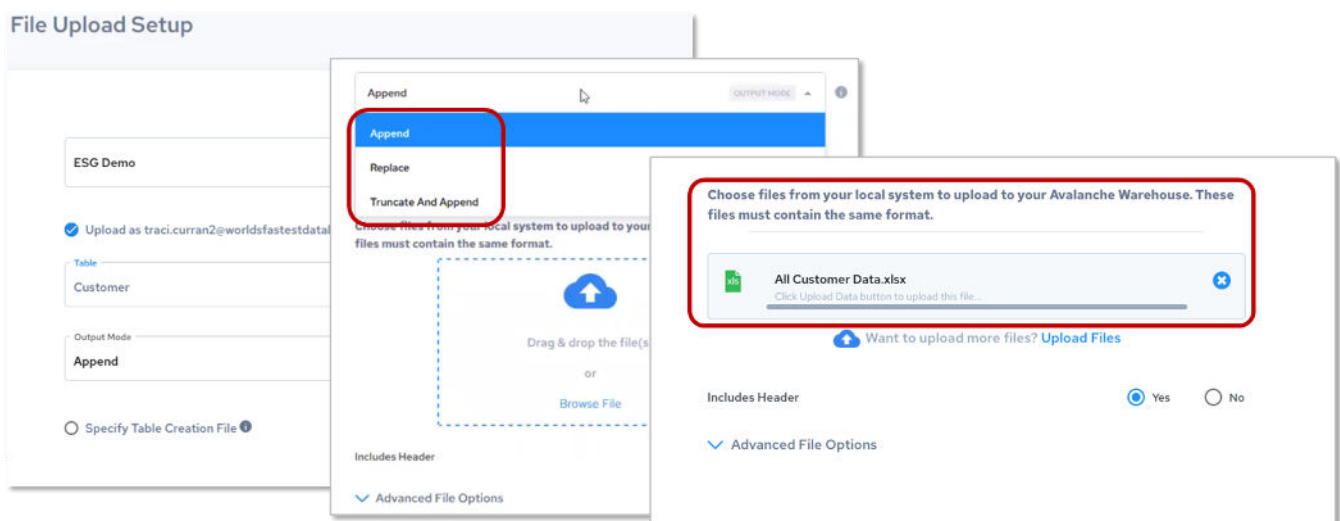 File Upload Setup
ESG Demo
Upload as traci.curran2@worldsfastestdata
Table
Customer
Output Mode
Append
Specify Table Creation File
Append
OUTPUT MODE
Append
Replace
Truncate And Append
Choose files from your local system to upload to your
files must contain the same format.
Drag & drop the file(s
or
Browse File
Includes Header
Advanced File Options
Choose files from your local system to upload to your Avalanche Warehouse. These
files must contain the same format.
xls
All Customer Data.xlsx
Click Upload Data button to upload this file...
Want to upload more files? Upload Files
Includes Header
Yes
No
Advanced File Options